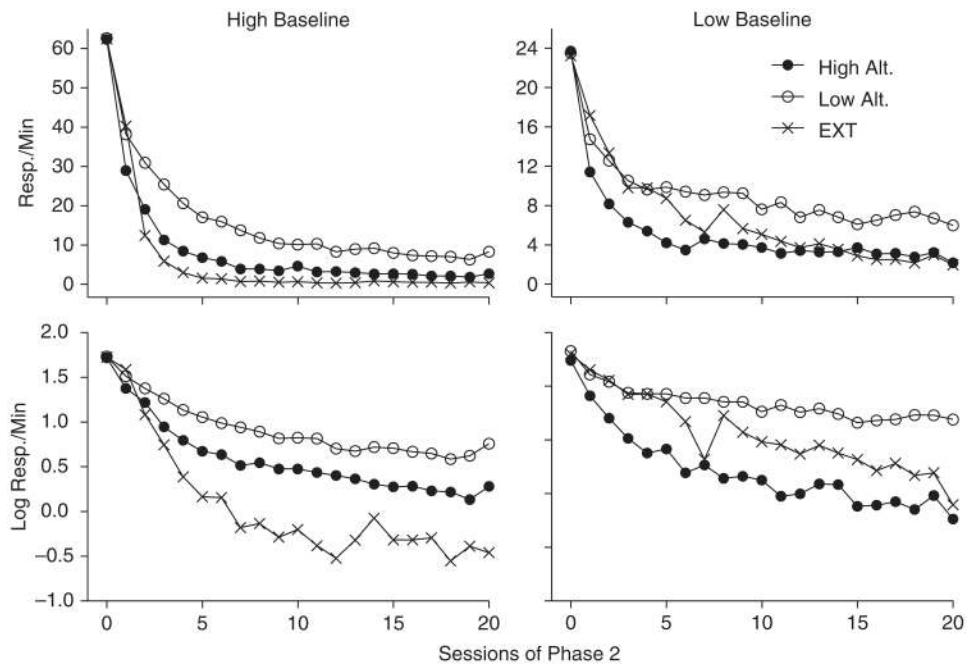 High Baseline
Low Baseline
60
50
40
30
20
10
0
Resp./Min
24
20
16
12
8
4
0
High Alt.
Low Alt.
EXT
2.0
1.5
1.0
0.5
0.0
−0.5
−1.0
Log Resp./Min
0 5 10 15 20
0 5 10 15 20
Sessions of Phase 2